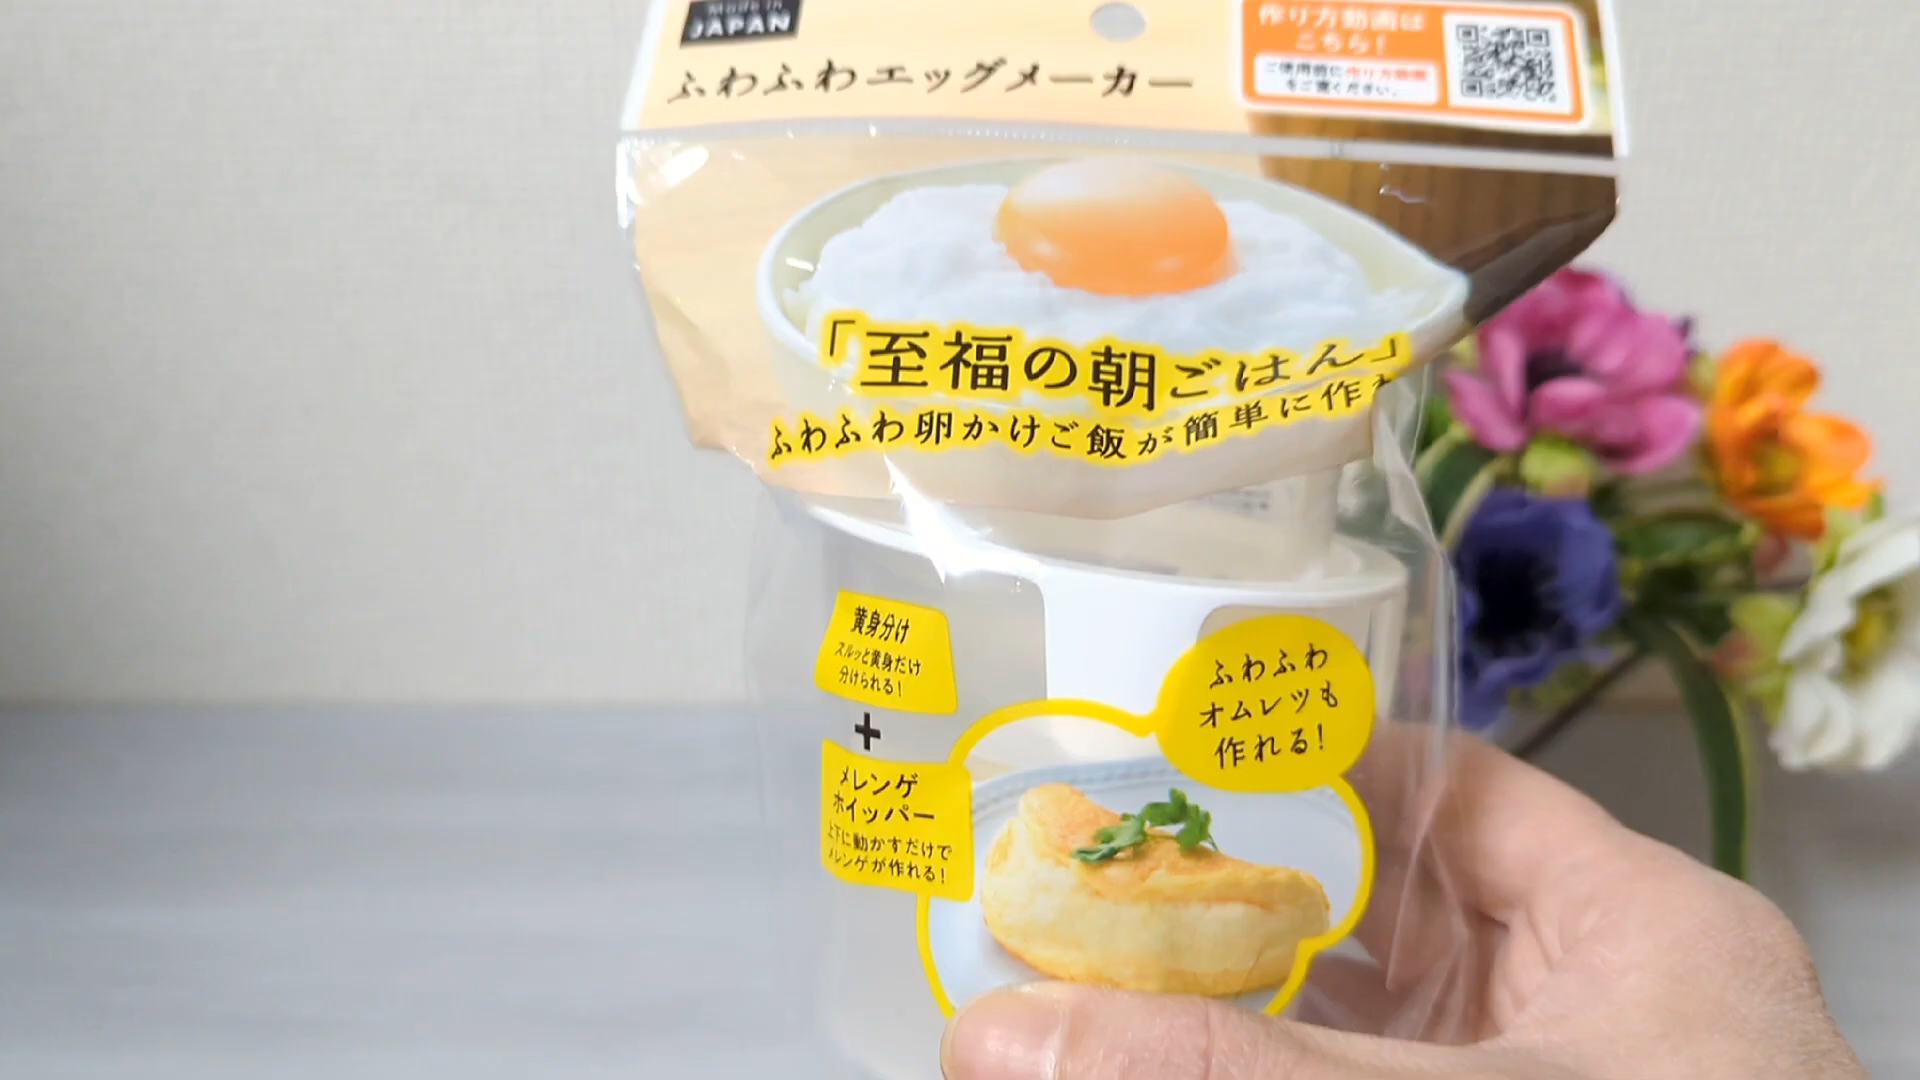 Made in
JAPAN
ふわふわエッグメーカー
作り方動画は
こちら!
ご使用前に作り方動画
をご覧ください。
「至福の朝ごはん」
ふわふわ卵かけご飯が簡単に作
黄身分け
スルッと黄身だけ
分けられる!
+
メレンゲ
ホイッパー
上下に動かすだけで
メレンゲが作れる!
ふわふわ
オムレツも
作れる!